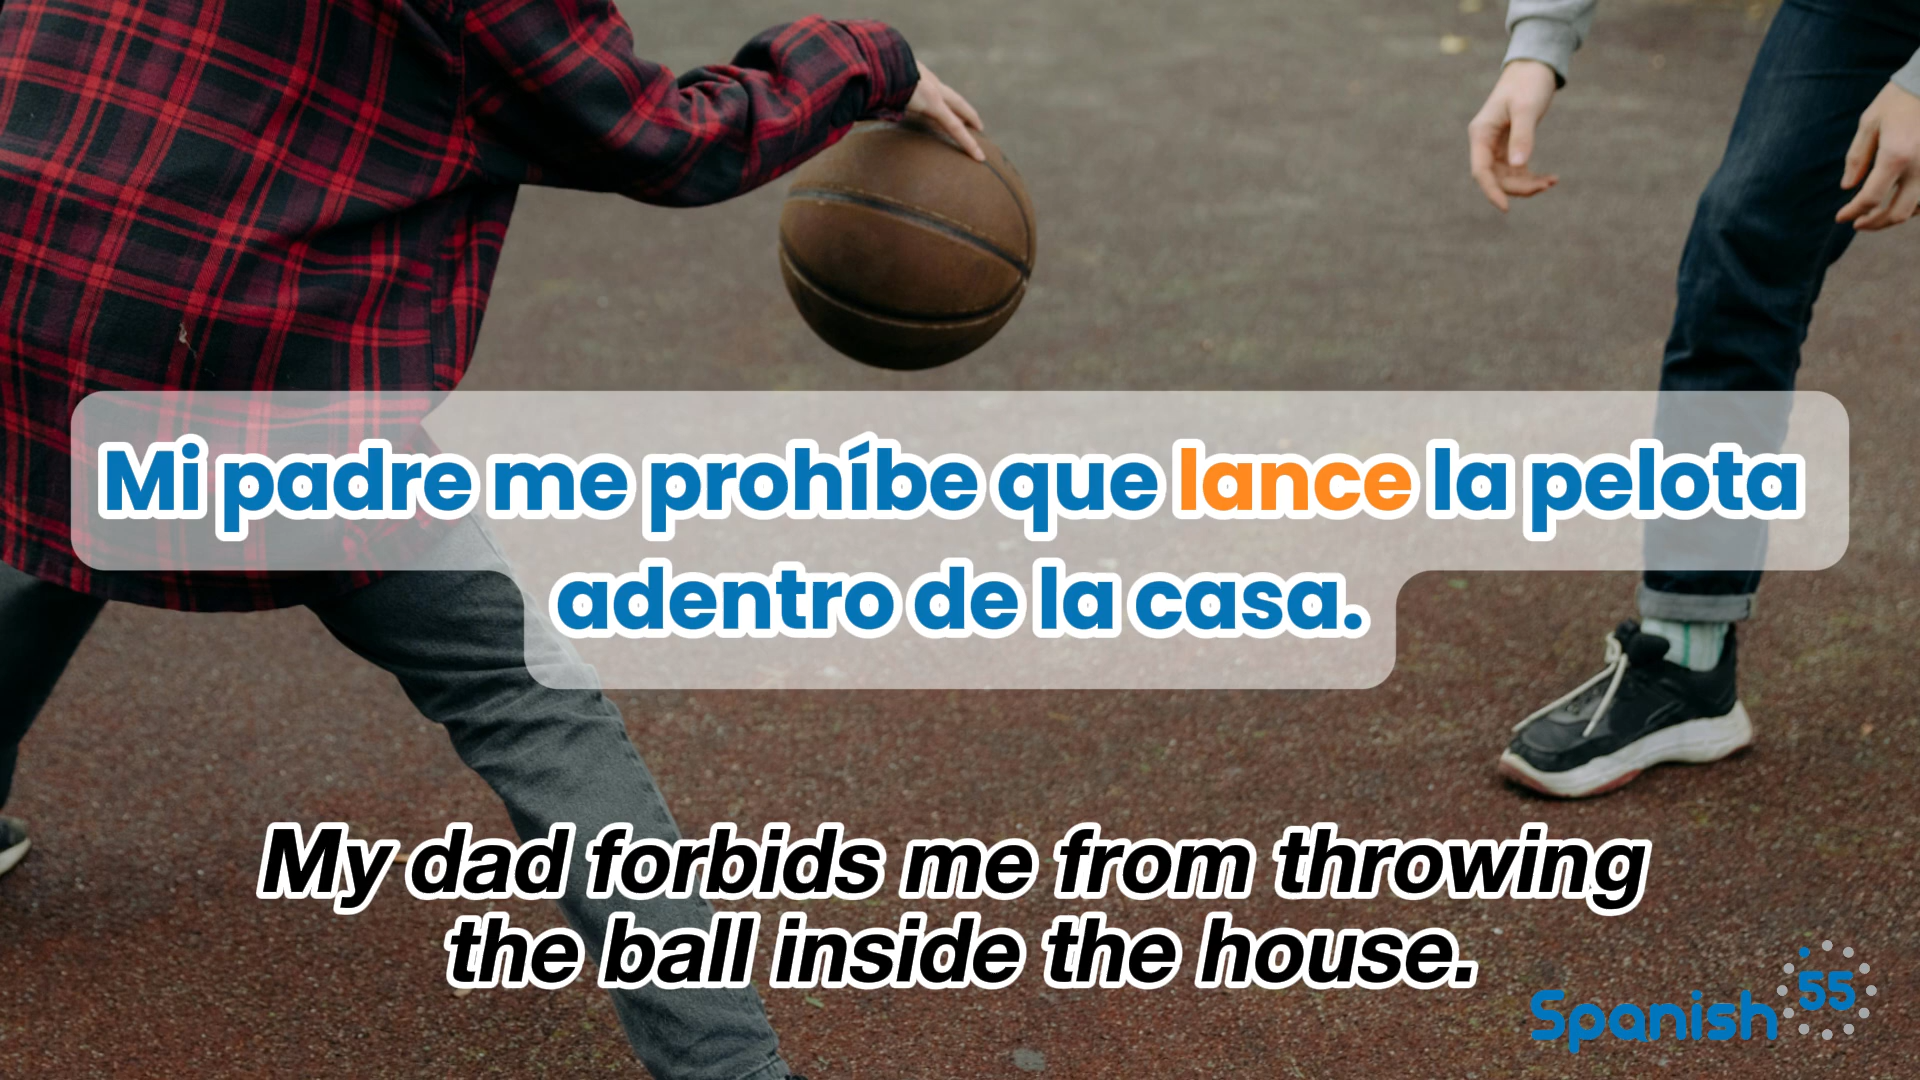 Mi padre me prohíbe que lance la pelota
adentro de la casa.
My dad forbids me from throwing
the ball inside the house.
Spanish 55